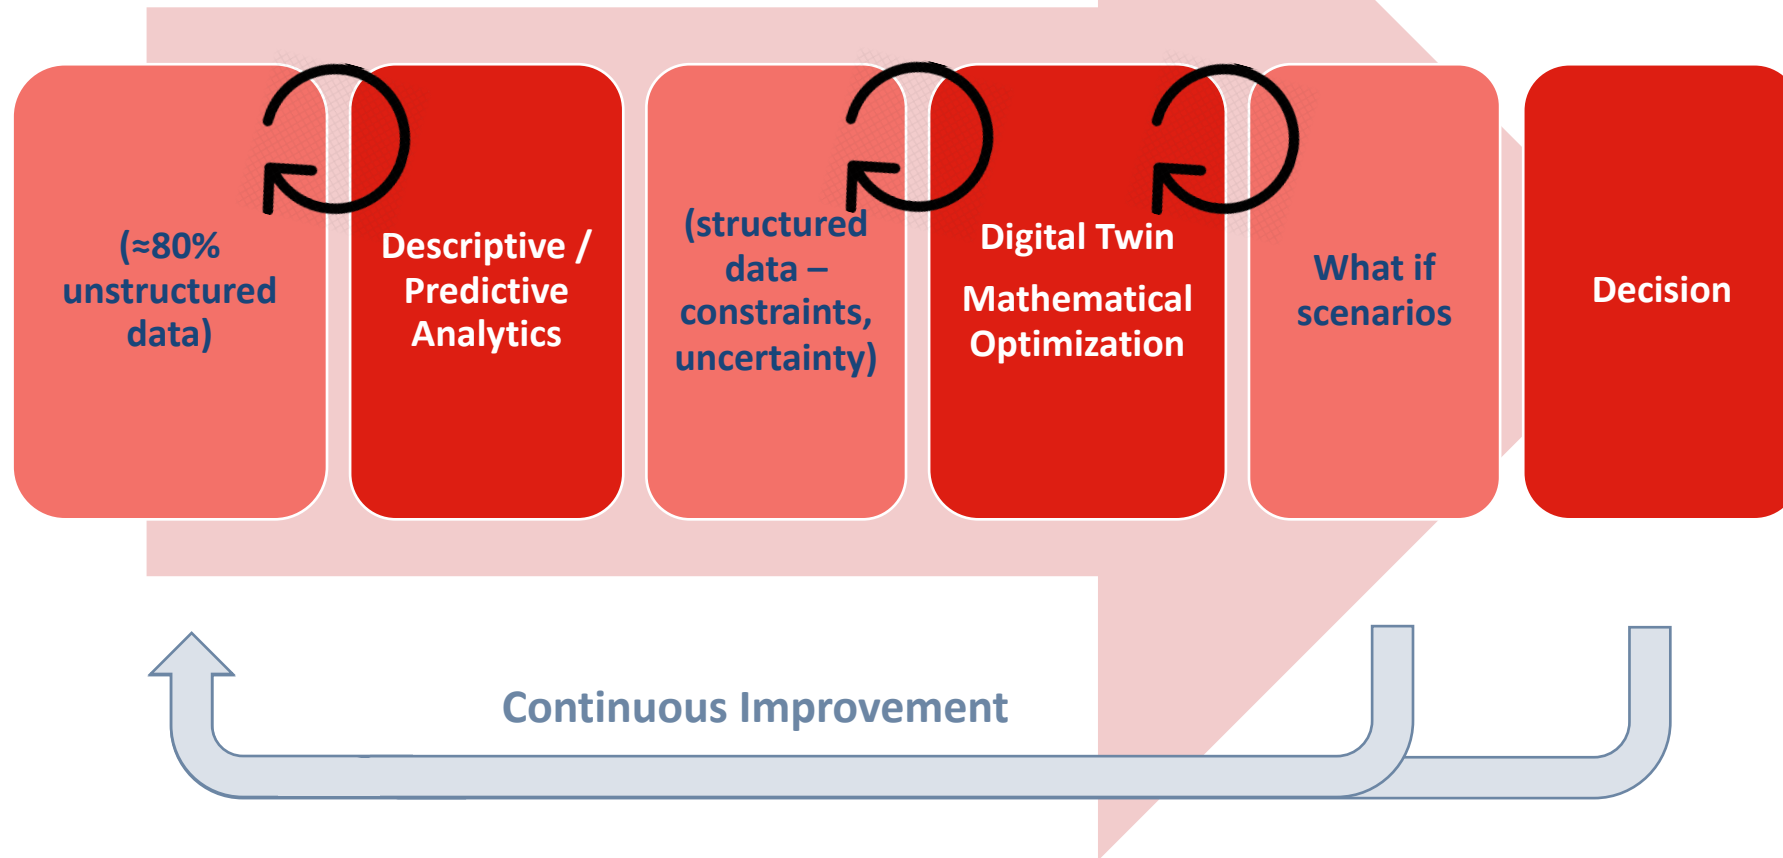 (≈80%
unstructured
data)
Descriptive /
Predictive
Analytics
(structured
data –
constraints,
uncertainty)
Digital Twin
Mathematical
Optimization
What if
scenarios
Decision
Continuous Improvement